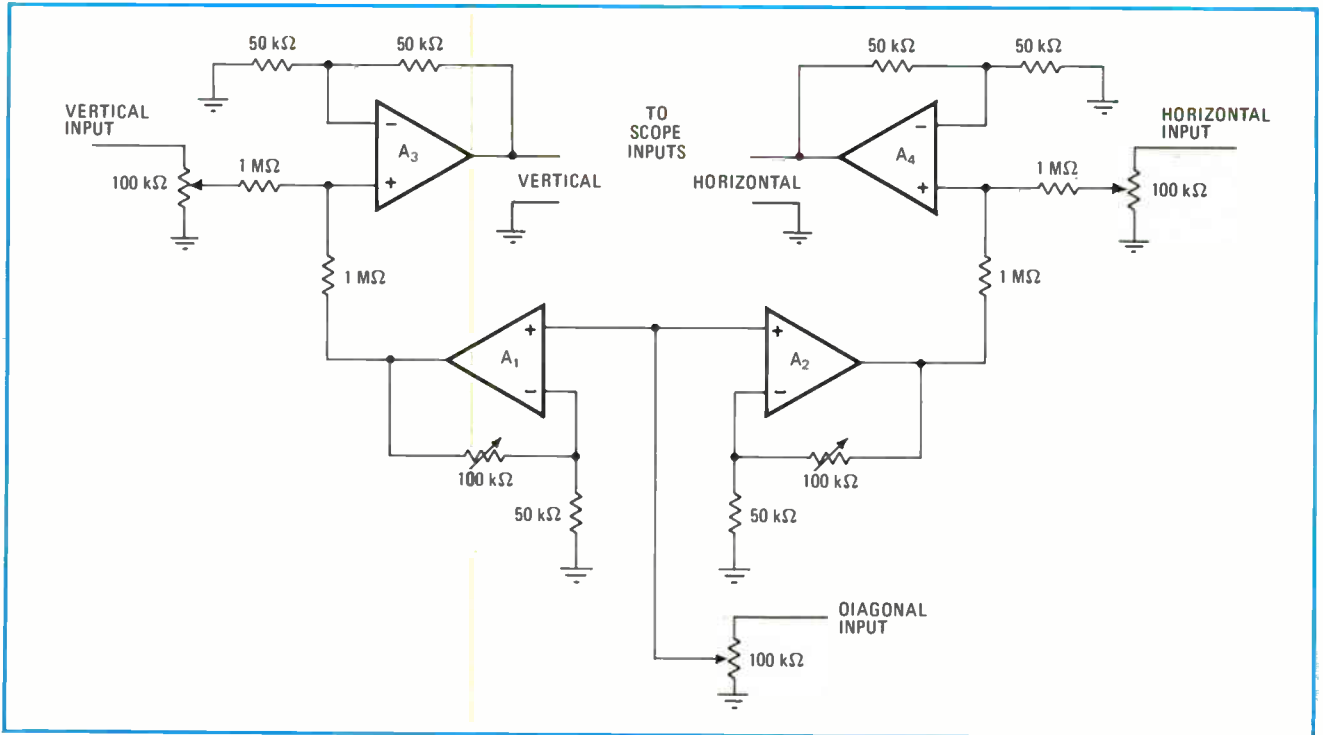 50 kΩ
50 kΩ
50 kΩ
50 kΩ
VERTICAL
INPUT
TO
SCOPE
INPUTS
HORIZONTAL
INPUT
100 kΩ
1 MΩ
−
+
A3
VERTICAL
HORIZONTAL
−
+
A4
1 MΩ
100 kΩ
1 MΩ
1 MΩ
+
−
A1
+
−
A2
100 kΩ
100 kΩ
50 kΩ
50 kΩ
OIAGONAL
INPUT
100 kΩ